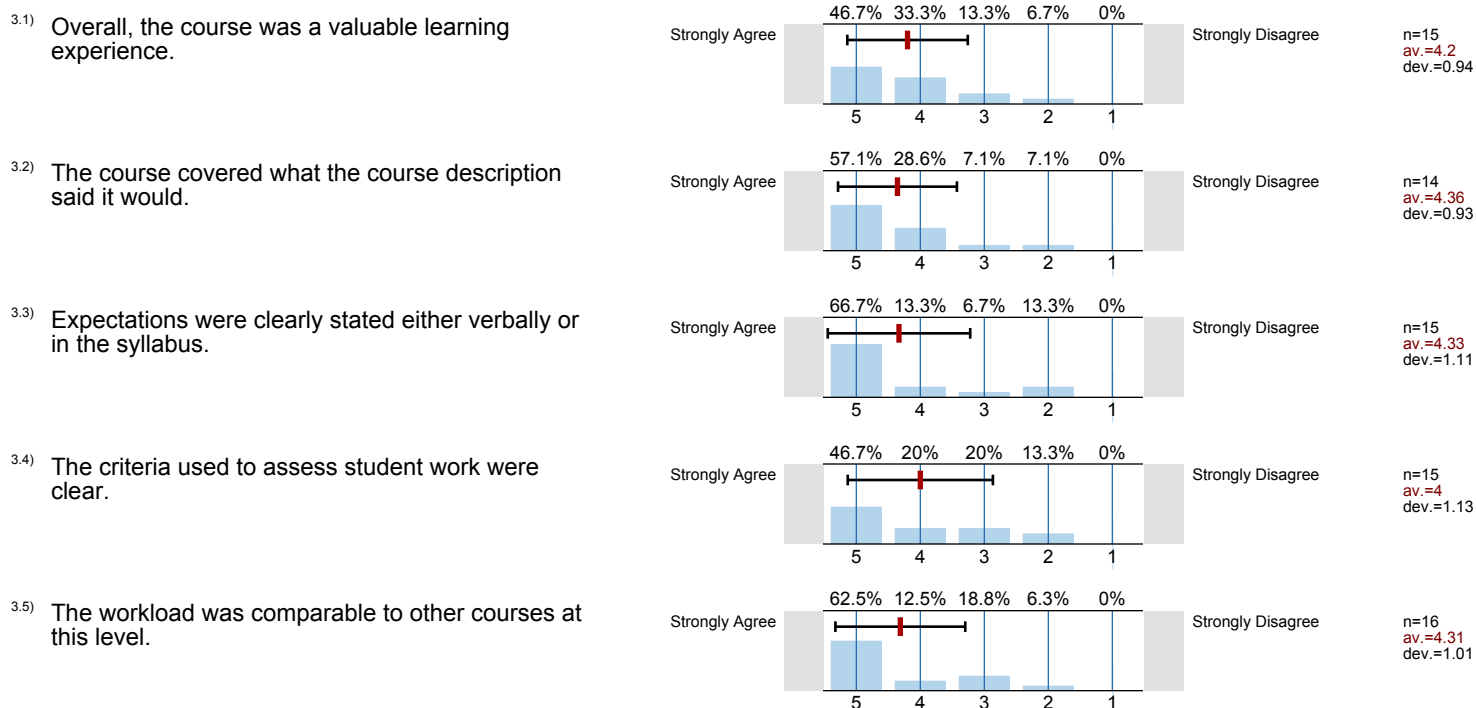 3.1) Overall, the course was a valuable learning
experience.
46.7% 33.3% 13.3% 6.7% 0%
Strongly Agree
Strongly Disagree
n=15
av.=4.2
dev.=0.94
5 4 3 2 1
3.2) The course covered what the course description
said it would.
57.1% 28.6% 7.1% 7.1% 0%
Strongly Agree
Strongly Disagree
n=14
av.=4.36
dev.=0.93
5 4 3 2 1
3.3) Expectations were clearly stated either verbally or
in the syllabus.
66.7% 13.3% 6.7% 13.3% 0%
Strongly Agree
Strongly Disagree
n=15
av.=4.33
dev.=1.11
5 4 3 2 1
3.4) The criteria used to assess student work were
clear.
46.7% 20% 20% 13.3% 0%
Strongly Agree
Strongly Disagree
n=15
av.=4
dev.=1.13
5 4 3 2 1
3.5) The workload was comparable to other courses at
this level.
62.5% 12.5% 18.8% 6.3% 0%
Strongly Agree
Strongly Disagree
n=16
av.=4.31
dev.=1.01
5 4 3 2 1